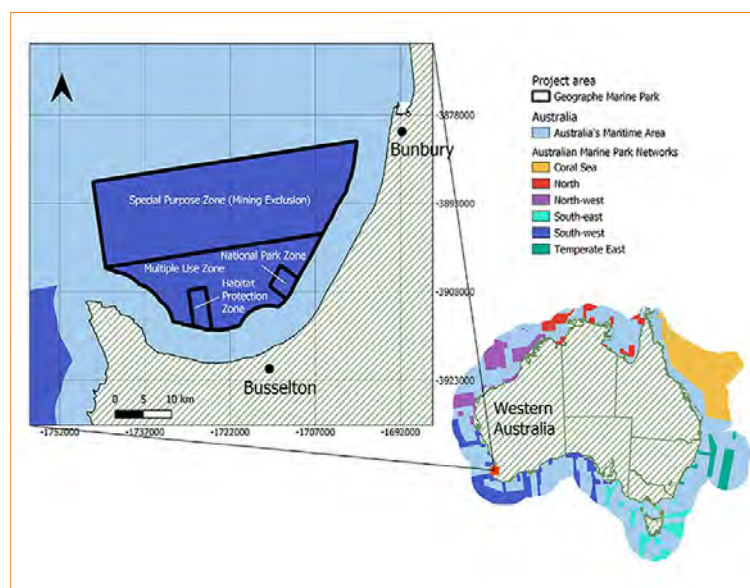 Special Purpose Zone (Mining Exclusion)
Multiple Use Zone
National Park Zone
Habitat
Protection
Zone
Bunbury
Busselton
0 5 10 km
-3878000
-3893000
-3908000
-3923000
-1752000 -1732000 -1722000 -1707000 -1692000
Project area
Geographe Marine Park
Australia
Australia's Maritime Area
Australian Marine Park Networks
Coral Sea
North
North-west
South-east
South-west
Temperate East
Western
Australia